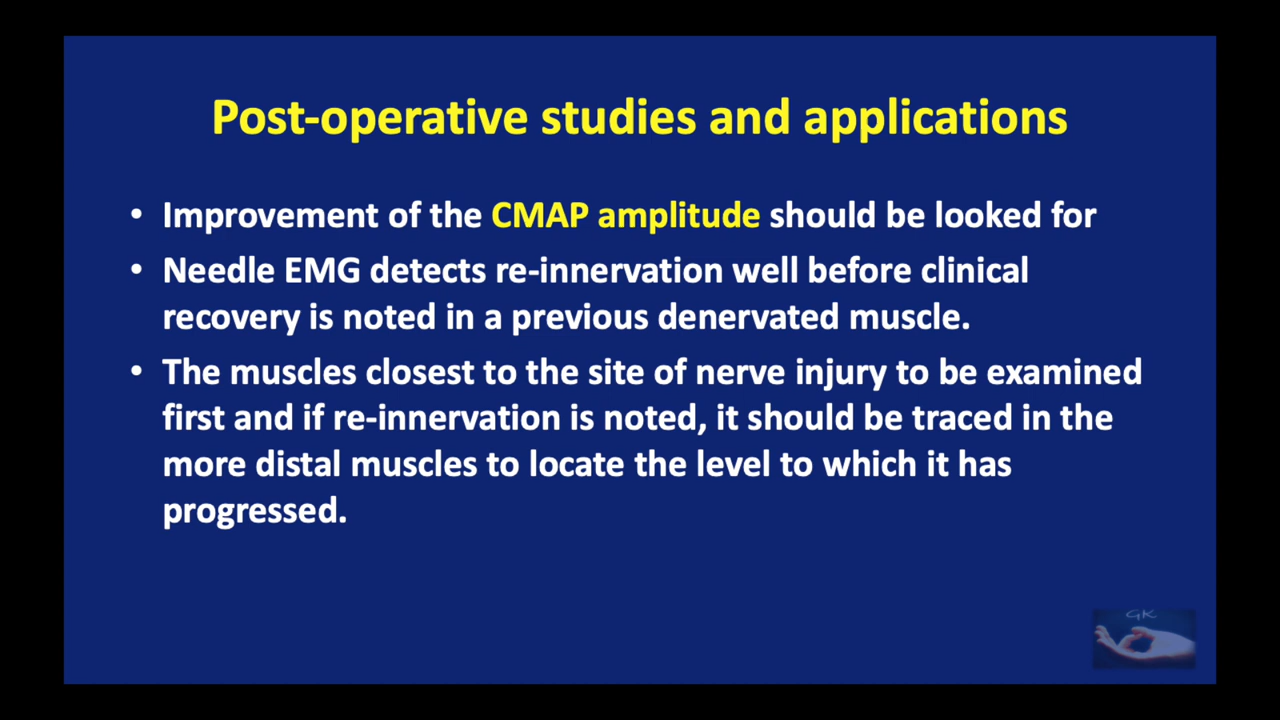 Post-operative studies and applications
• Improvement of the CMAP amplitude should be looked for
• Needle EMG detects re-innervation well before clinical
recovery is noted in a previous denervated muscle.
• The muscles closest to the site of nerve injury to be examined
first and if re-innervation is noted, it should be traced in the
more distal muscles to locate the level to which it has
progressed.
GK